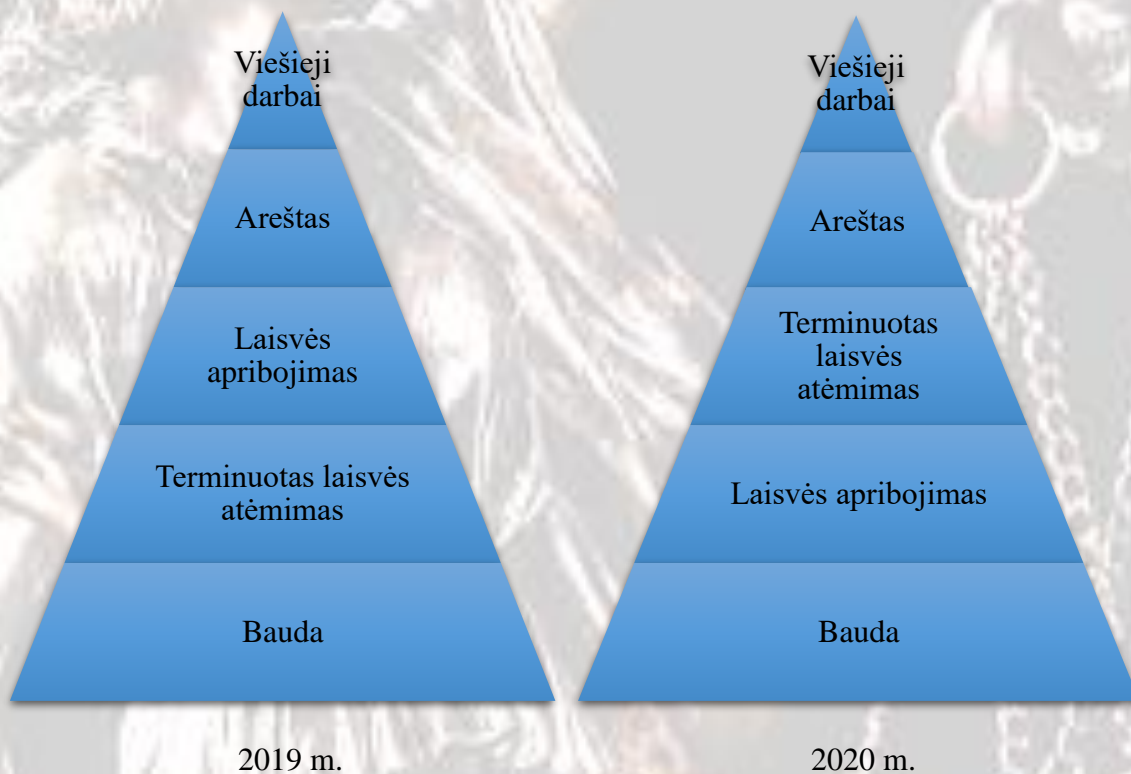 Viešieji
darbai
Areštas
Laisvės
apribojimas
Terminuotas laisvės
atėmimas
Bauda
2019 m.
Viešieji
darbai
Areštas
Terminuotas
laisvės
atėmimas
Laisvės apribojimas
Bauda
2020 m.